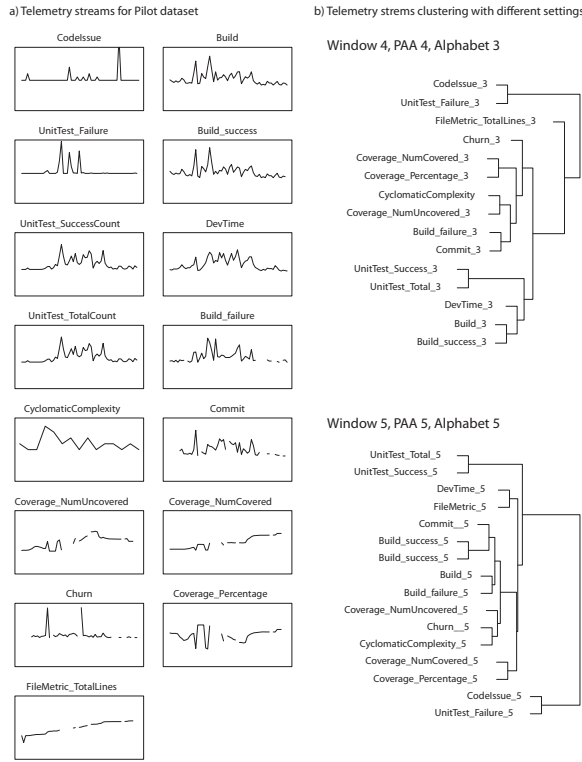 a) Telemetry streams for Pilot dataset
CodeIssue
Build
UnitTest_Failure
Build_success
UnitTest_SuccessCount
DevTime
UnitTest_TotalCount
Build_failure
CyclomaticComplexity
Commit
Coverage_NumUncovered
Coverage_NumCovered
Churn
Coverage_Percentage
FileMetric_TotalLines
b) Telemetry strems clustering with different settings
Window 4, PAA 4, Alphabet 3
CodeIssue_3
UnitTest_Failure_3
FileMetric_TotalLines_3
Churn_3
Coverage_NumCovered_3
Coverage_Percentage_3
CyclomaticComplexity
Coverage_NumUncovered_3
Build_failure_3
Commit_3
UnitTest_Success_3
UnitTest_Total_3
DevTime_3
Build_3
Build_success_3
Window 5, PAA 5, Alphabet 5
UnitTest_Total_5
UnitTest_Success_5
DevTime_5
FileMetric_5
Commit__5
Build_success_5
Build_success_5
Build_5
Build_failure_5
Coverage_NumUncovered_5
Churn__5
CyclomaticComplexity_5
Coverage_NumCovered_5
Coverage_Percentage_5
CodeIssue_5
UnitTest_Failure_5